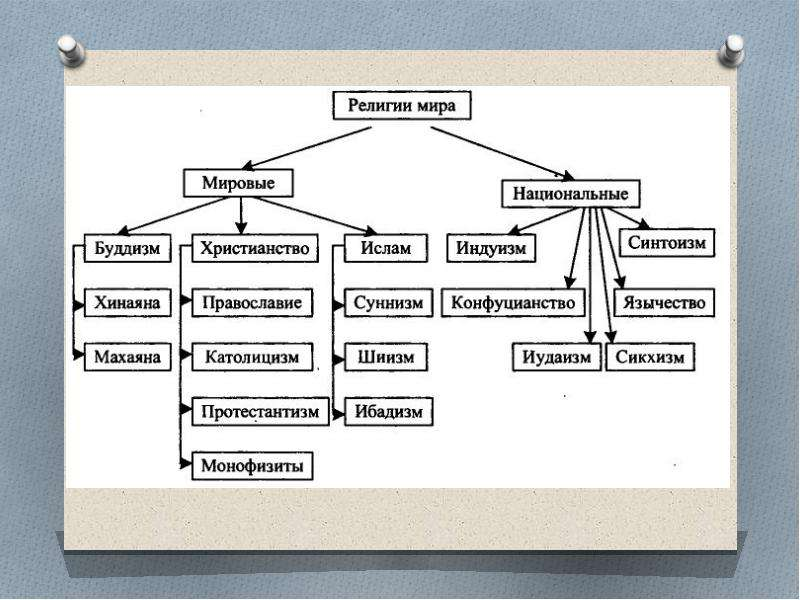 Религии мира
Мировые
Национальные
Буддизм
Христианство
Ислам
Индуизм
Синтоизм
Хинаяна
Православие
Суннизм
Конфуцианство
Язычество
Махаяна
Католицизм
Шиизм
Иудаизм
Сикхизм
Протестантизм
Ибадизм
Монофизиты